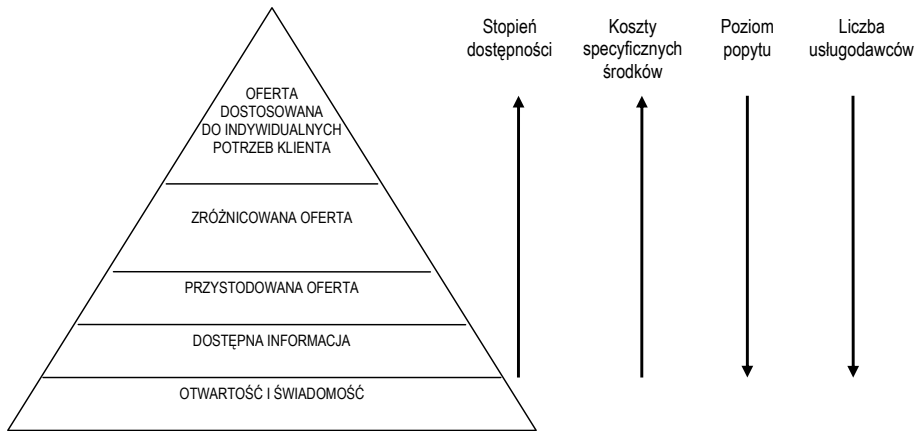 Stopień
dostępności
Koszty
specyficznych
środków
Poziom
popytu
Liczba
usługodawców
OFERTA
DOSTOSOWANA
DO INDYWIDUALNYCH
POTRZEB KLIENTA
ZRÓŻNICOWANA OFERTA
PRZYSTODOWANA OFERTA
DOSTĘPNA INFORMACJA
OTWARTOŚĆ I ŚWIADOMOŚĆ